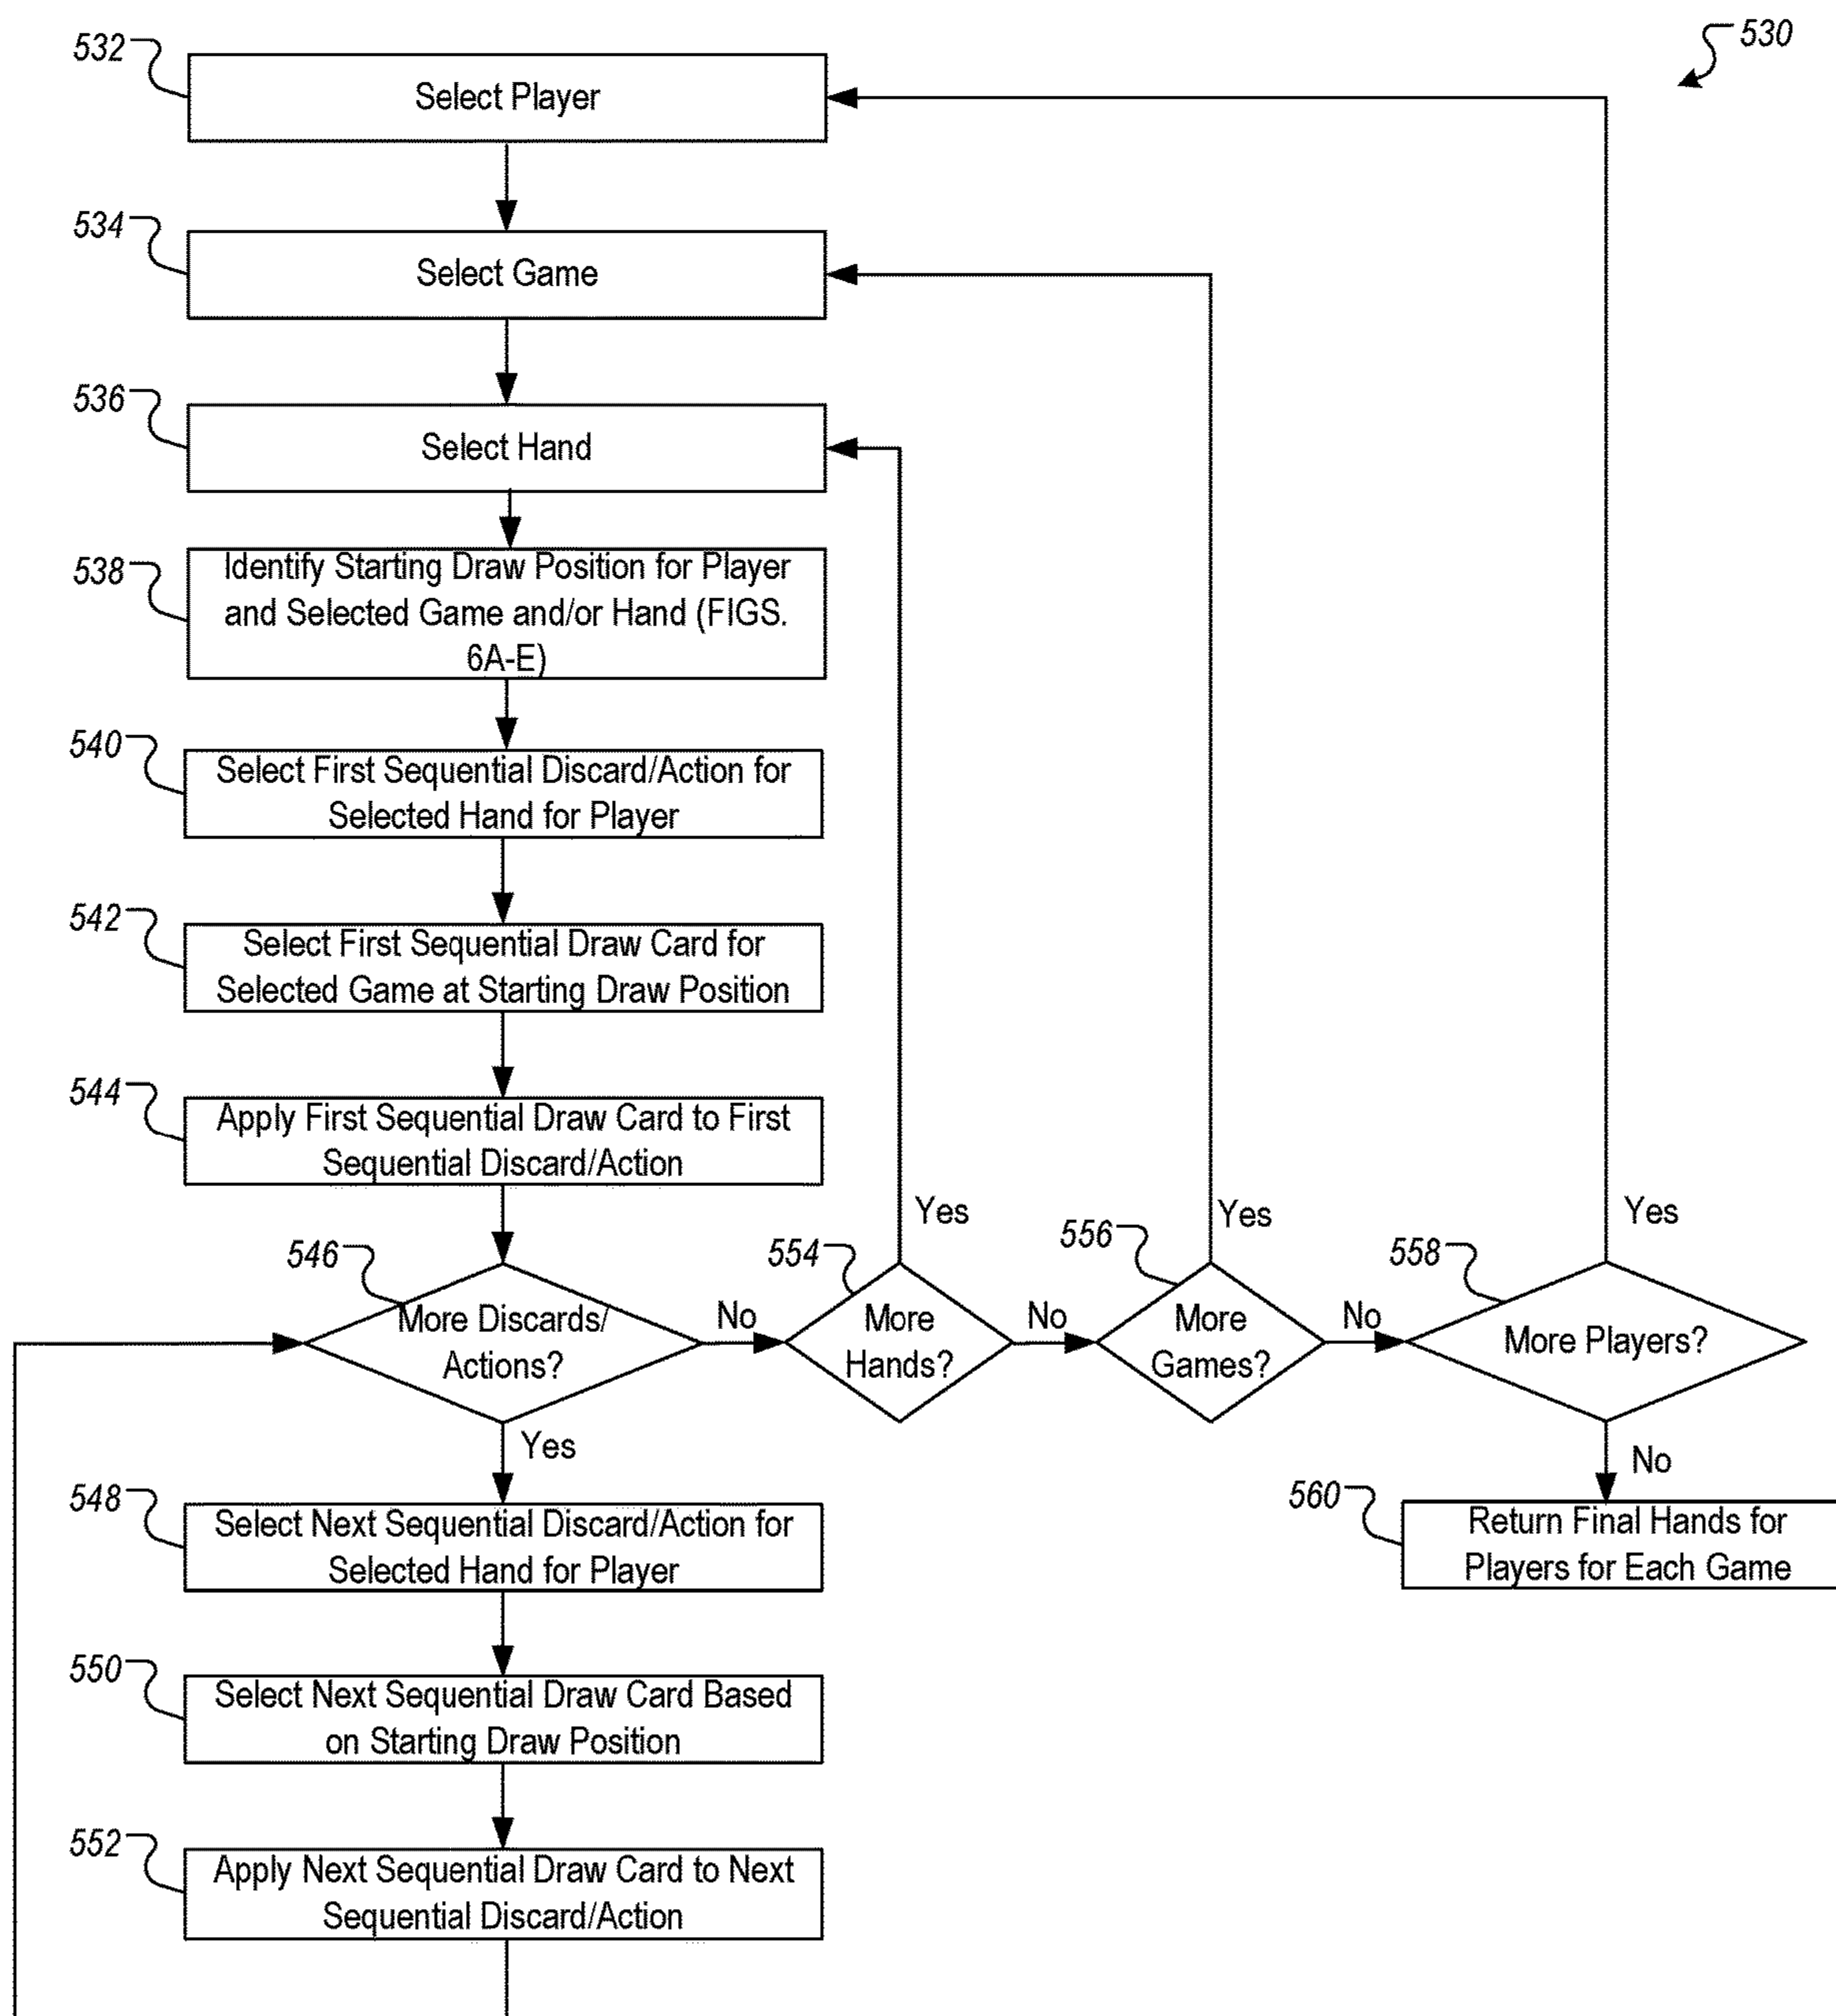 530
532
Select Player
534
Select Game
536
Select Hand
538
Identify Starting Draw Position for Player
and Selected Game and/or Hand (FIGS.
6A-E)
540
Select First Sequential Discard/Action for
Selected Hand for Player
542
Select First Sequential Draw Card for
Selected Game at Starting Draw Position
544
Apply First Sequential Draw Card to First
Sequential Discard/Action
546
More Discards/
Actions?
No
Yes
554
More
Hands?
Yes
No
556
More
Games?
Yes
No
558
More Players?
Yes
No
560
Return Final Hands for
Players for Each Game
548
Select Next Sequential Discard/Action for
Selected Hand for Player
550
Select Next Sequential Draw Card Based
on Starting Draw Position
552
Apply Next Sequential Draw Card to Next
Sequential Discard/Action